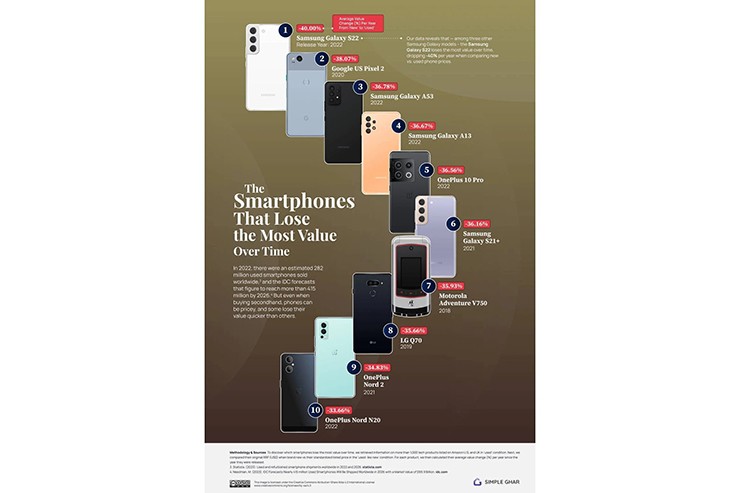 Average Value
Change (%) Per Year
From 'New' to 'Used'
1
-40.00%
Samsung Galaxy S22 +
Release Year: 2022
Our data reveals that — among three other
Samsung Galaxy models – the Samsung
Galaxy S22 loses the most value over time,
dropping -40% per year when comparing new
vs. used phone prices.
2
-38.07%
Google US Pixel 2
2020
3
-36.78%
Samsung Galaxy A53
2022
4
-36.67%
Samsung Galaxy A13
2022
5
-36.56%
OnePlus 10 Pro
2022
6
-36.16%
Samsung
Galaxy S21+
2021
The
Smartphones
That Lose
the Most Value
Over Time
In 2022, there were an estimated 282
million used smartphones sold
worldwide,³ and the IDC forecasts
that figure to reach more than 415
million by 2026.⁴ But even when
buying secondhand, phones can
be pricey, and some lose their
value quicker than others.
7
-35.93%
Motorola
Adventure V750
2018
8
-35.66%
LG Q70
2019
LG
9
-34.83%
OnePlus
Nord 2
2021
10
-33.66%
OnePlus Nord N20
2022
Methodology & Sources
SIMPLE GHAR